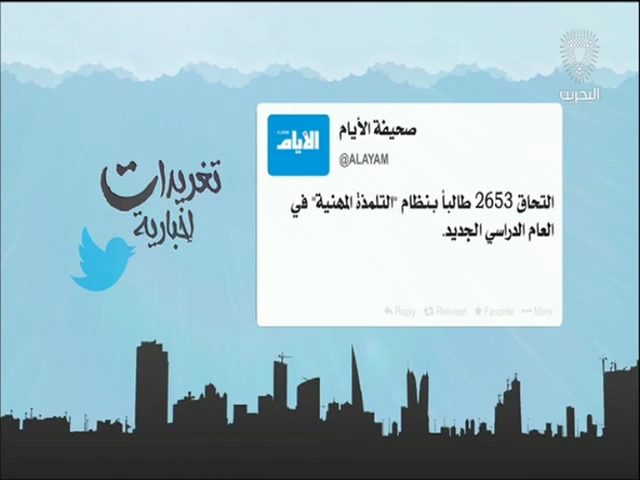 البحرين
صحيفة الأيام
الأيام
@ALAYAM
تغريدات
إخبارية
التحاق 2653 طالباً بنظام "التلمذة المهنية" في
العام الدراسي الجديد.
Reply Retweet Favorite More